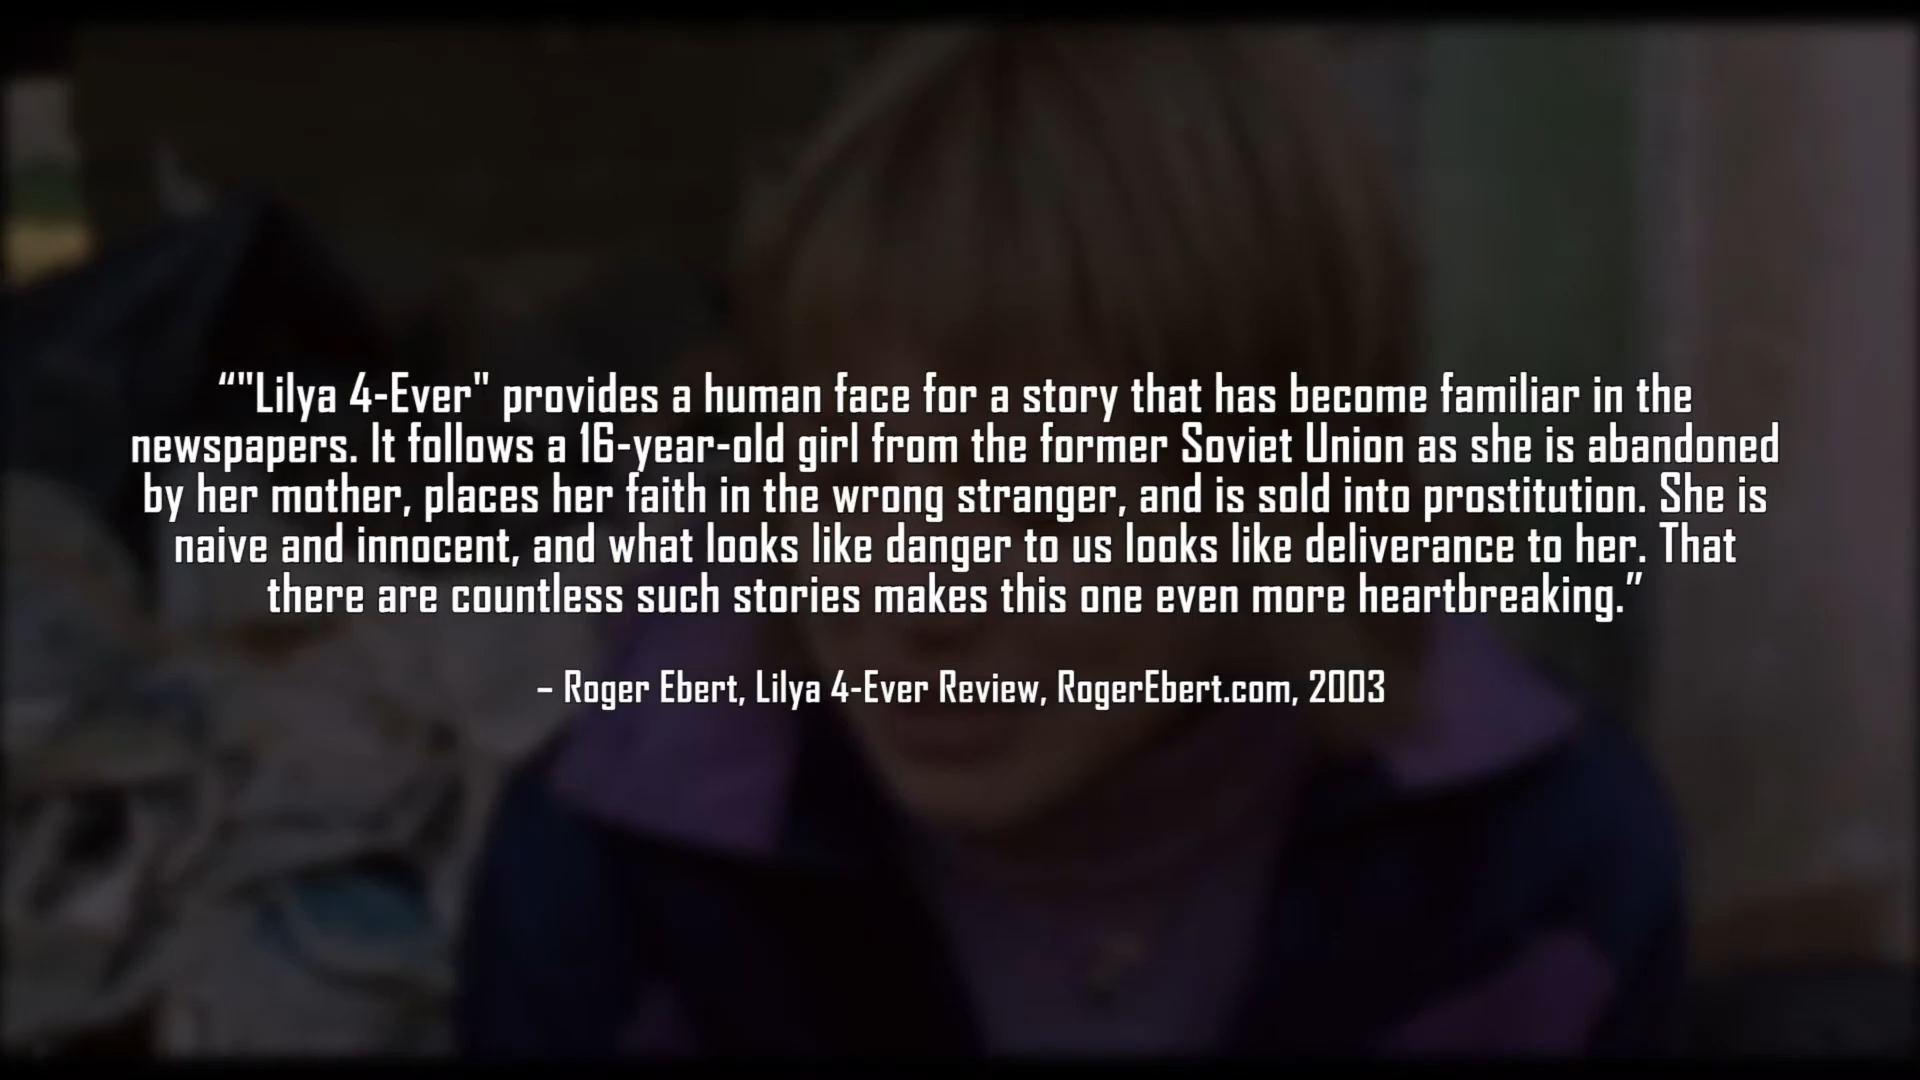 “"Lilya 4-Ever" provides a human face for a story that has become familiar in the
newspapers. It follows a 16-year-old girl from the former Soviet Union as she is abandoned
by her mother, places her faith in the wrong stranger, and is sold into prostitution. She is
naive and innocent, and what looks like danger to us looks like deliverance to her. That
there are countless such stories makes this one even more heartbreaking.”
– Roger Ebert, Lilya 4-Ever Review, RogerEbert.com, 2003